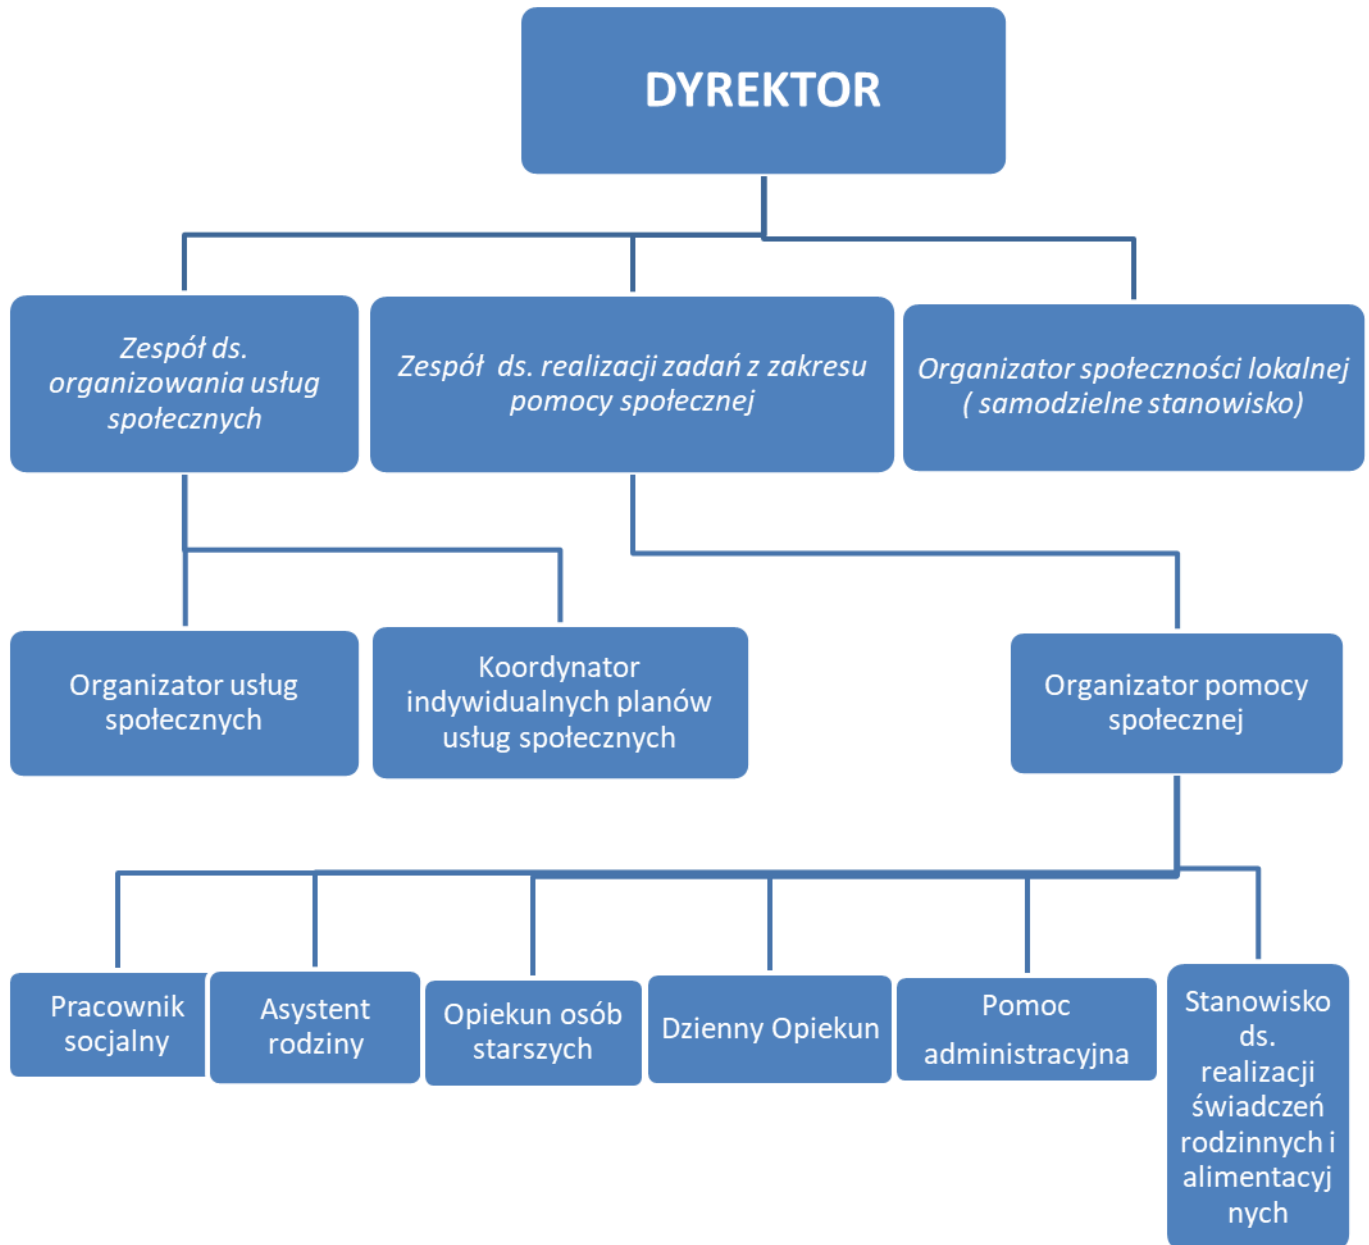 DYREKTOR
Zespół ds.
organizowania usług
społecznych
Zespół  ds. realizacji zadań z zakresu
pomocy społecznej
Organizator społeczności lokalnej
( samodzielne stanowisko)
Organizator usług
społecznych
Koordynator
indywidualnych planów
usług społecznych
Organizator pomocy
społecznej
Pracownik
socjalny
Asystent
rodziny
Opiekun osób
starszych
Dzienny Opiekun
Pomoc
administracyjna
Stanowisko
ds.
realizacji
świadczeń
rodzinnych i
alimentacyj
nych